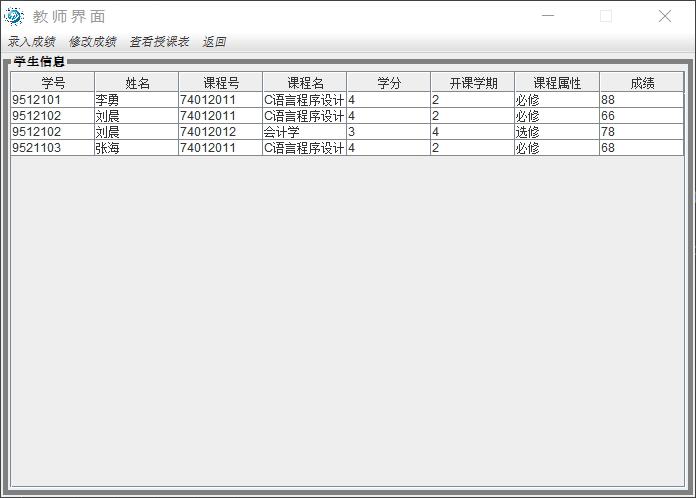 教师界面
录入成绩 修改成绩 查看授课表 返回
学生信息
学号 姓名 课程号 课程名 学分 开课学期 课程属性 成绩
9512101 李勇 74012011 C语言程序设计 4 2 必修 88
9512102 刘晨 74012011 C语言程序设计 4 2 必修 66
9512102 刘晨 74012012 会计学 3 4 选修 78
9521103 张海 74012011 C语言程序设计 4 2 必修 68